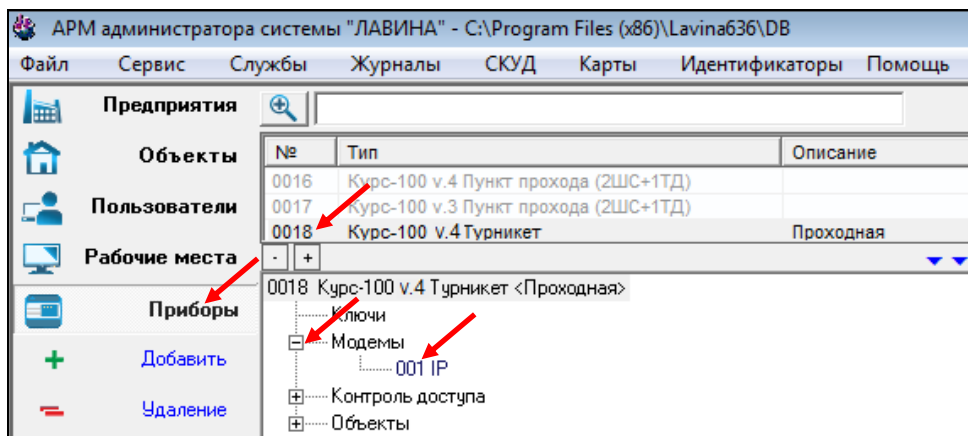 АРМ администратора системы "ЛАВИНА" - C:\Program Files (x86)\Lavina636\DB
Файл Сервис Службы Журналы СКУД Карты Идентификаторы Помощь
Предприятия
Объекты
Пользователи
Рабочие места
Приборы
Добавить
Удаление
№ Тип Описание
0016 Курс-100 v.4 Пункт прохода (2ШС+1ТД)
0017 Курс-100 v.3 Пункт прохода (2ШС+1ТД)
0018 Курс-100 v.4 Турникет Проходная
- +
0018 Курс-100 v.4 Турникет <Проходная>
Ключи
Модемы
001 IP
Контроль доступа
Объекты